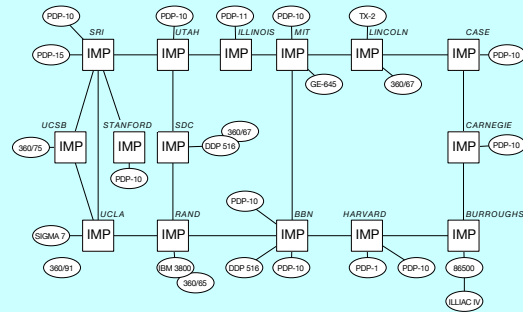 PDP-10
PDP-10
PDP-11
PDP-10
TX-2
SRI
UTAH
ILLINOIS
MIT
LINCOLN
CASE
PDP-15
IMP
IMP
IMP
IMP
IMP
IMP
PDP-10
GE-645
360/67
UCSB
STANFORD
SDC
360/67
CARNEGIE
360/75
IMP
IMP
IMP
DDP 516
IMP
PDP-10
PDP-10
PDP-10
UCLA
RAND
BBN
HARVARD
BURROUGHS
SIGMA 7
IMP
IMP
IMP
IMP
IMP
360/91
IBM 3800
360/65
DDP 516
PDP-10
PDP-1
PDP-10
86500
ILLIAC IV